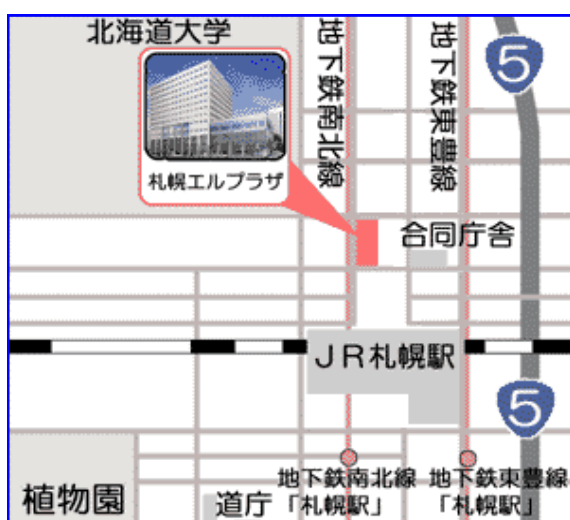 北海道大学
地下鉄南北線
地下鉄東豊線
5
札幌エルプラザ
合同庁舎
JR札幌駅
5
地下鉄南北線
「札幌駅」
地下鉄東豊線
「札幌駅」
植物園
道庁